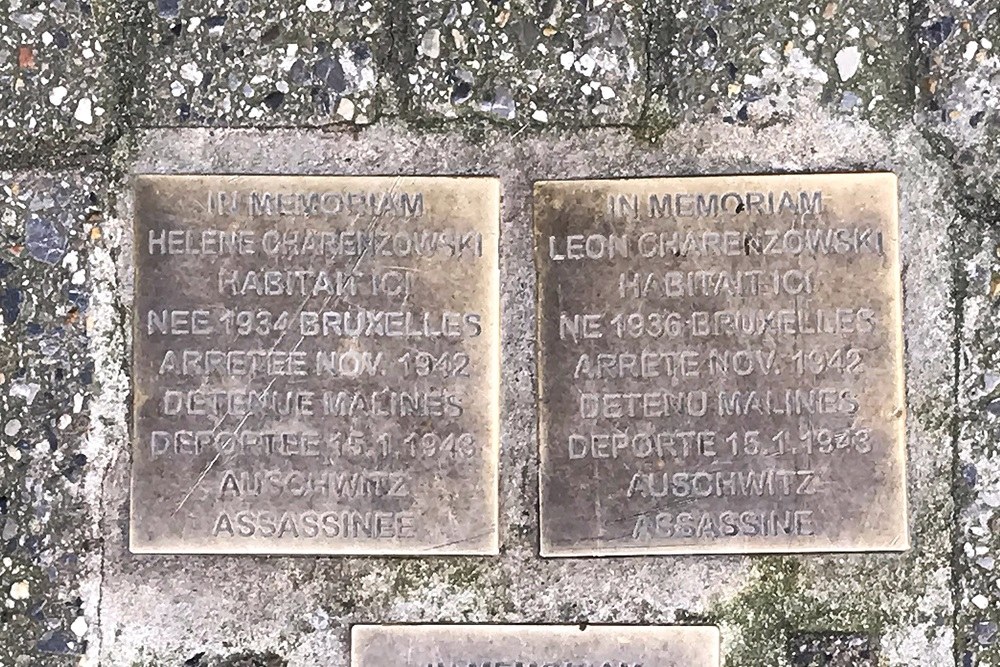 IN MEMORIAM
HELENE CHARENZOWSKI
HABITAIT ICI
NEE 1934 BRUXELLES
ARRETEE NOV. 1942
DETENUE MALINES
DEPORTEE 15.1.1943
AUSCHWITZ
ASSASSINEE
IN MEMORIAM
LEON CHARENZOWSKI
HABITAIT ICI
NE 1936 BRUXELLES
ARRETE NOV. 1942
DETENU MALINES
DEPORTE 15.1.1943
AUSCHWITZ
ASSASSINE
IN MEMORIAM